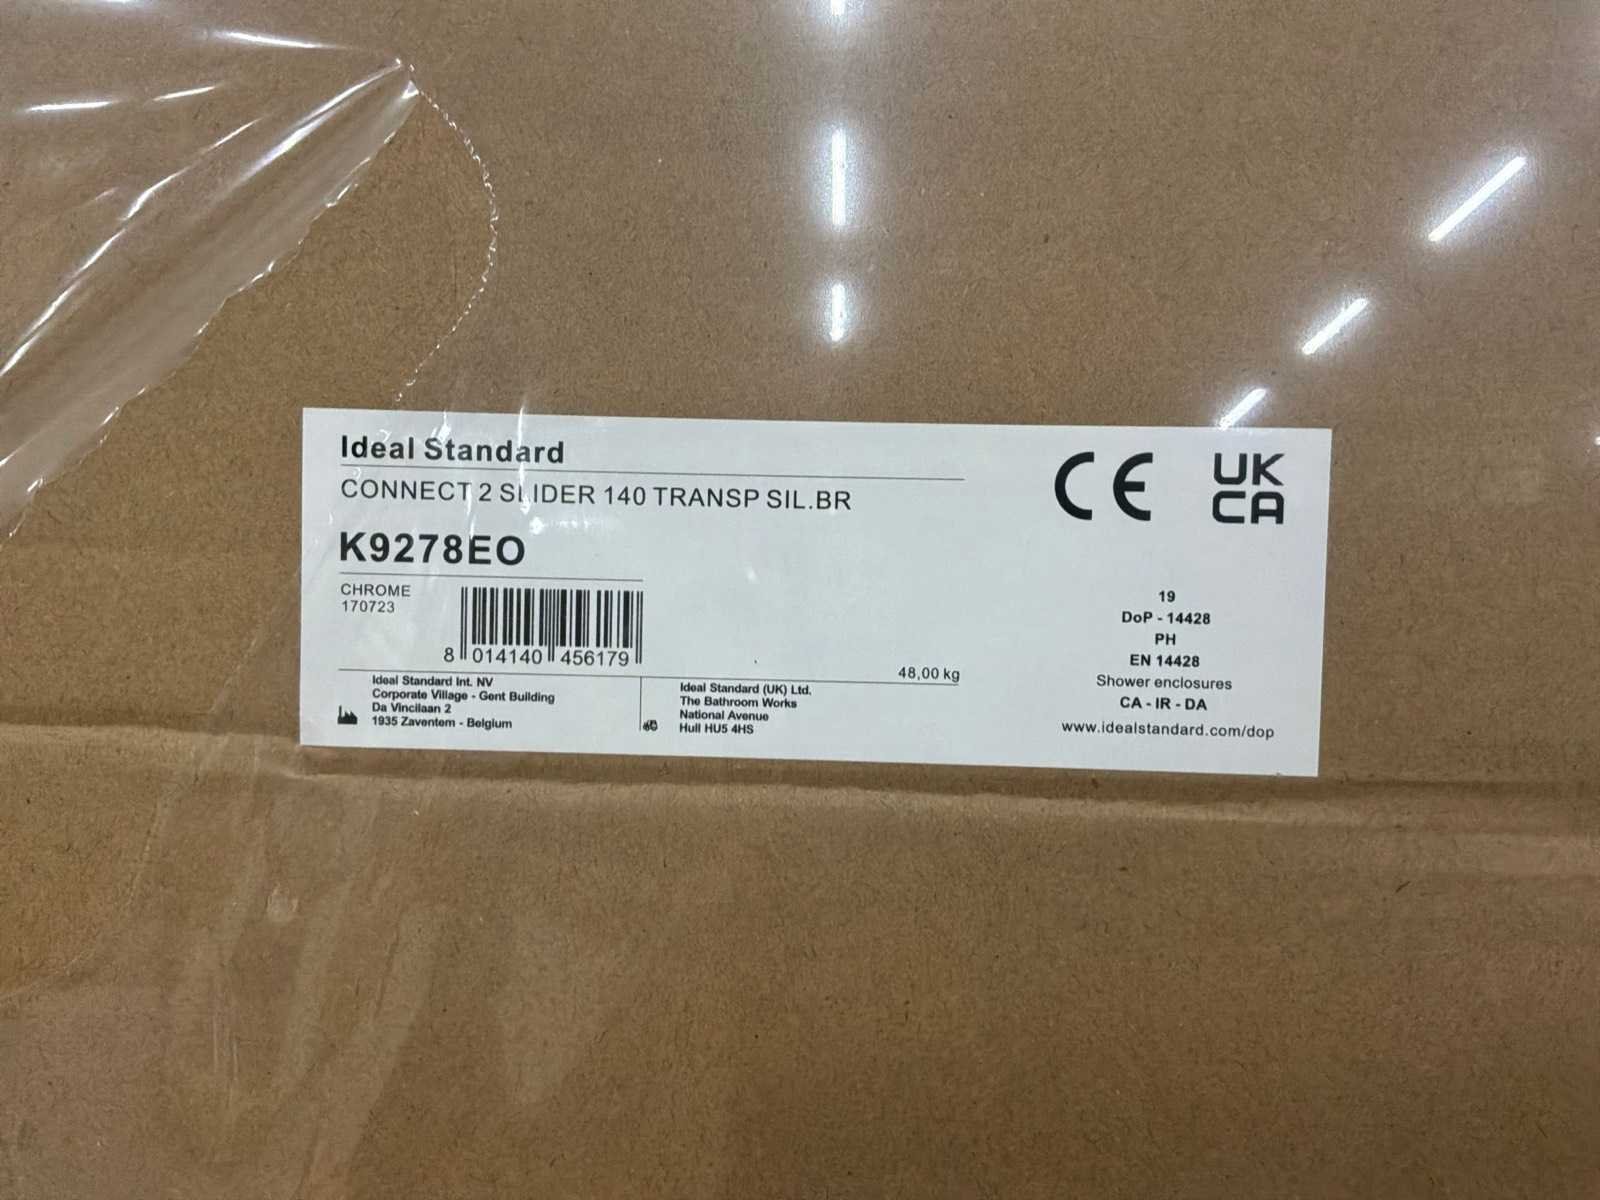 Ideal Standard
CONNECT 2 SLIDER 140 TRANSP SIL.BR
K9278EO
CHROME
170723
8 014140 456179
48,00 kg
Ideal Standard Int. NV
Corporate Village - Gent Building
Da Vincilaan 2
1935 Zaventem - Belgium
Ideal Standard (UK) Ltd.
The Bathroom Works
National Avenue
Hull HU5 4HS
CE
UK
CA
19
DoP - 14428
PH
EN 14428
Shower enclosures
CA - IR - DA
www.idealstandard.com/dop